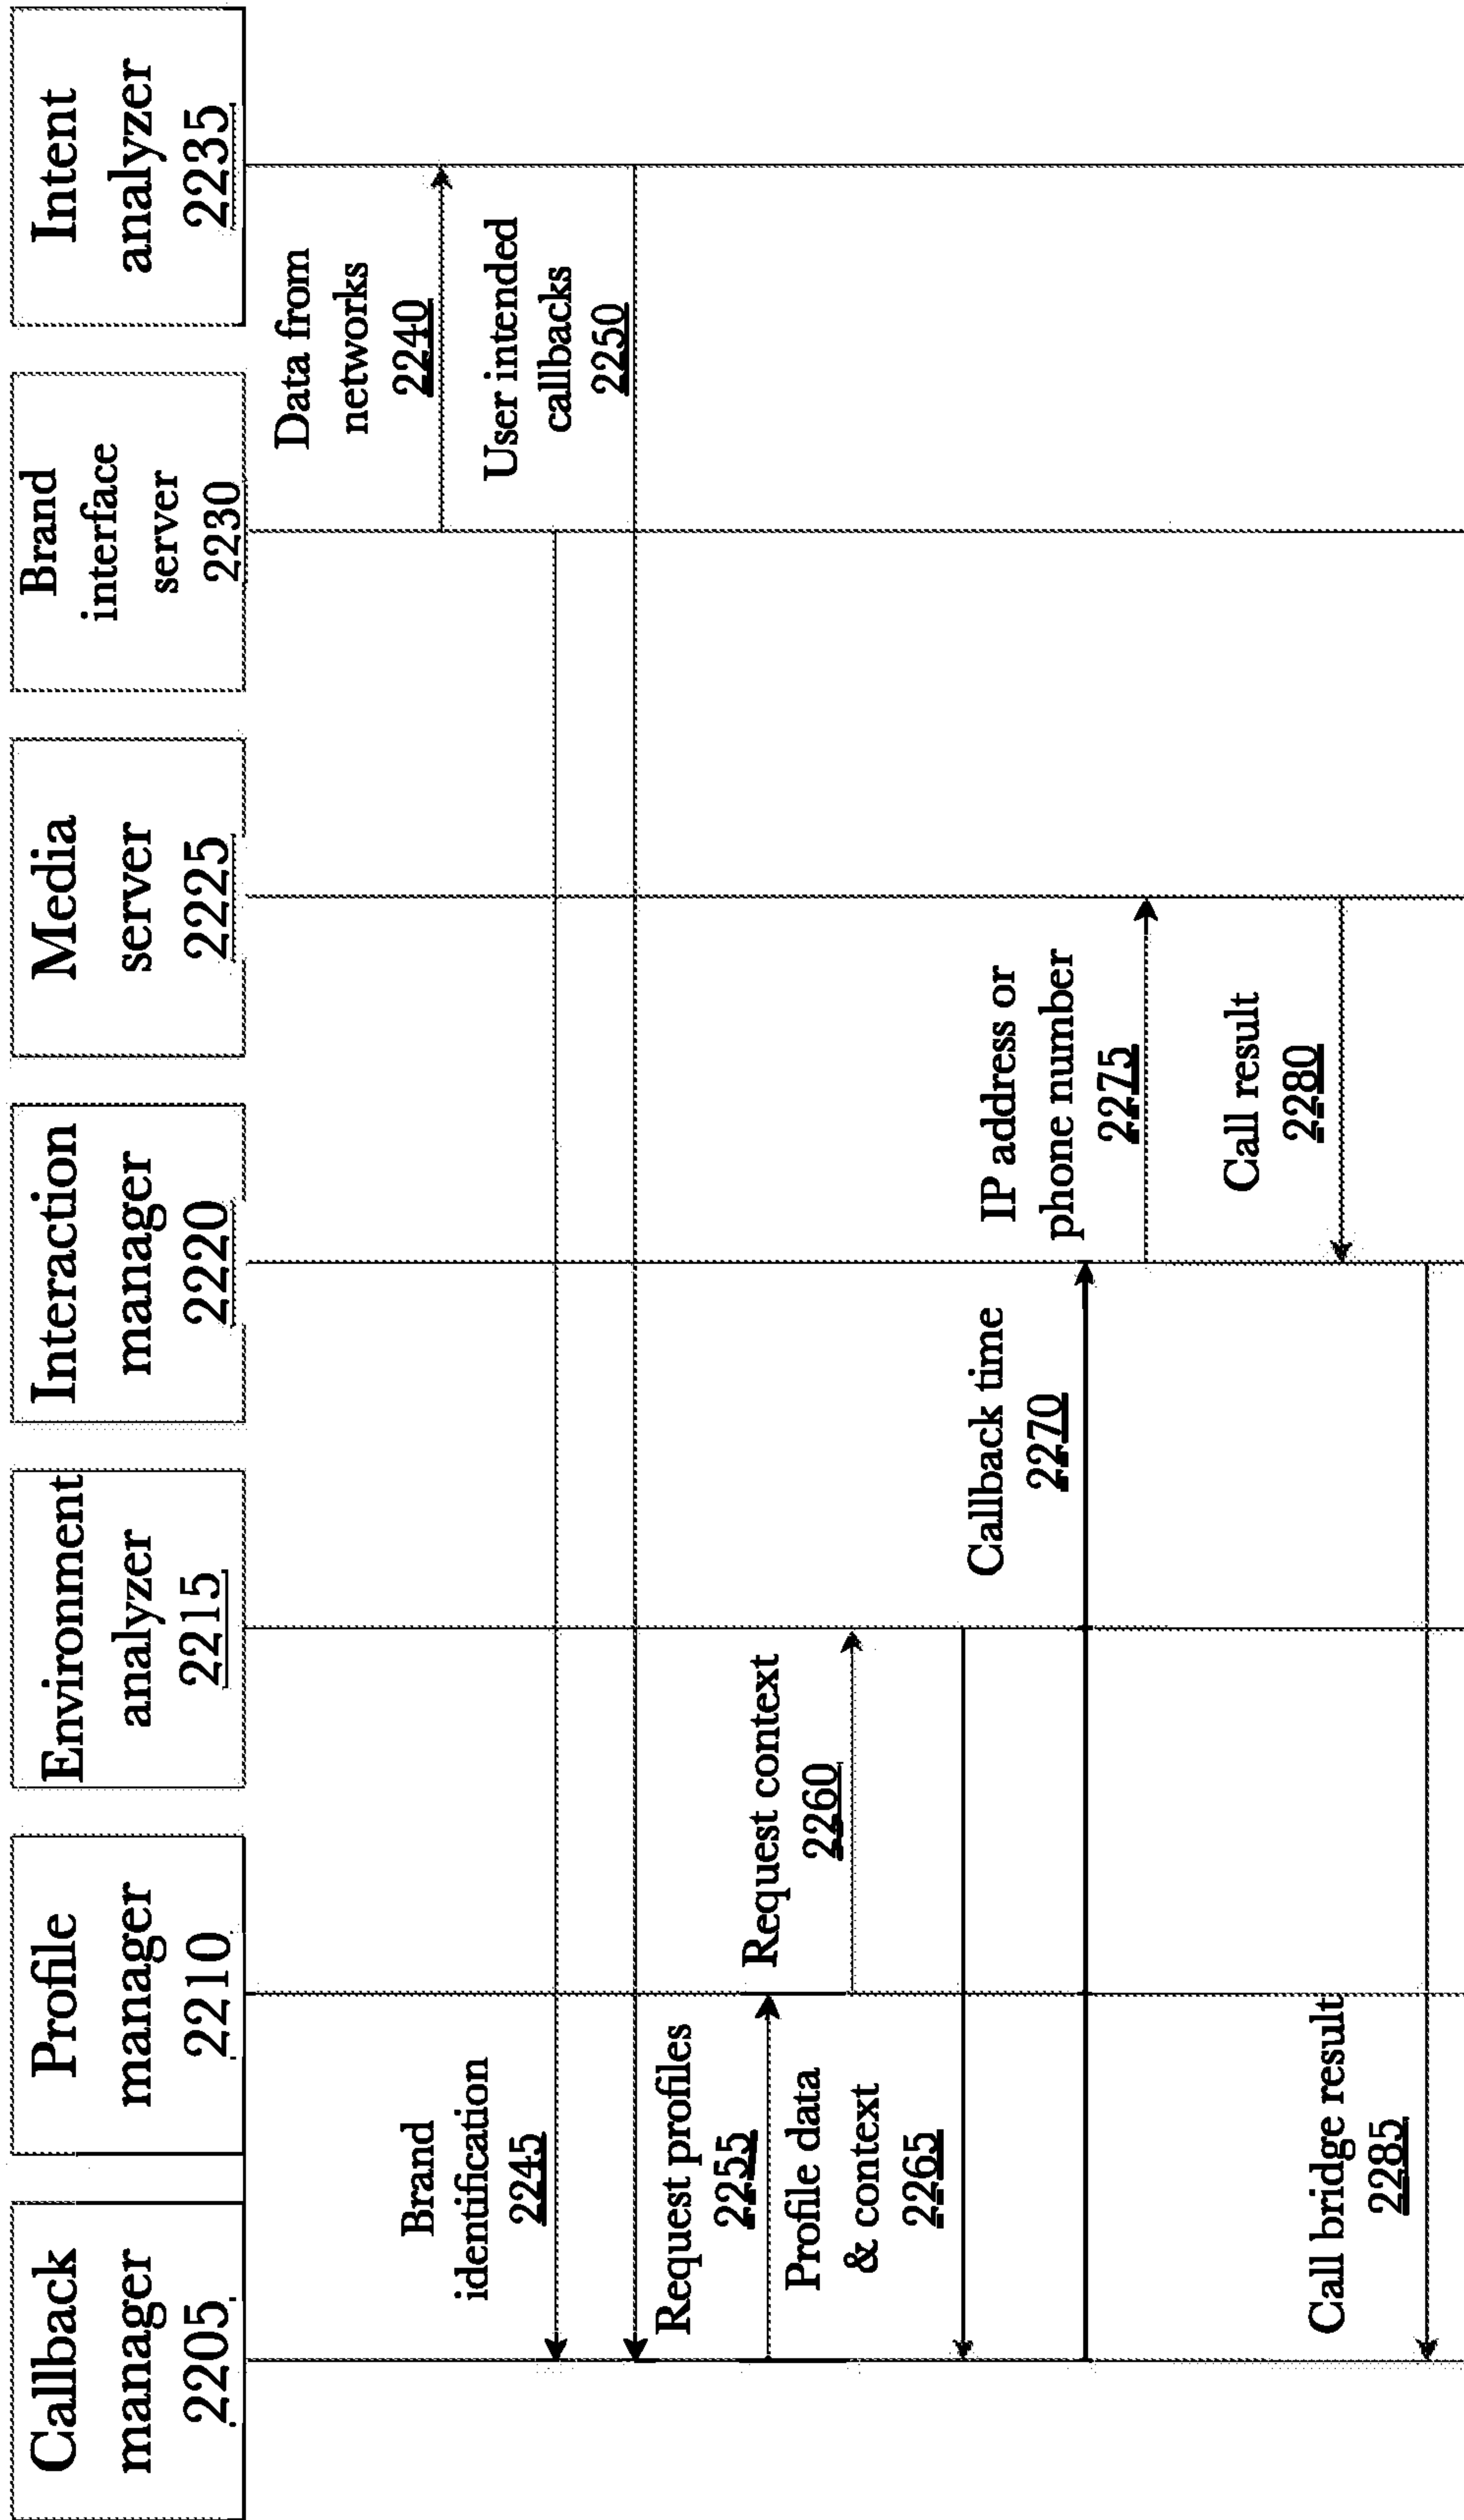 Callback
manager
2205
Profile
manager
2210
Environment
analyzer
2215
Interaction
manager
2220
Media
server
2225
Brand
interface
server
2230
Intent
analyzer
2235
Data from
networks
2240
Brand
identification
2245
User intended
callbacks
2250
Request profiles
2255
Request context
2260
Profile data
& context
2265
Callback time
2270
IP address or
phone number
2275
Call result
2280
Call bridge result
2285